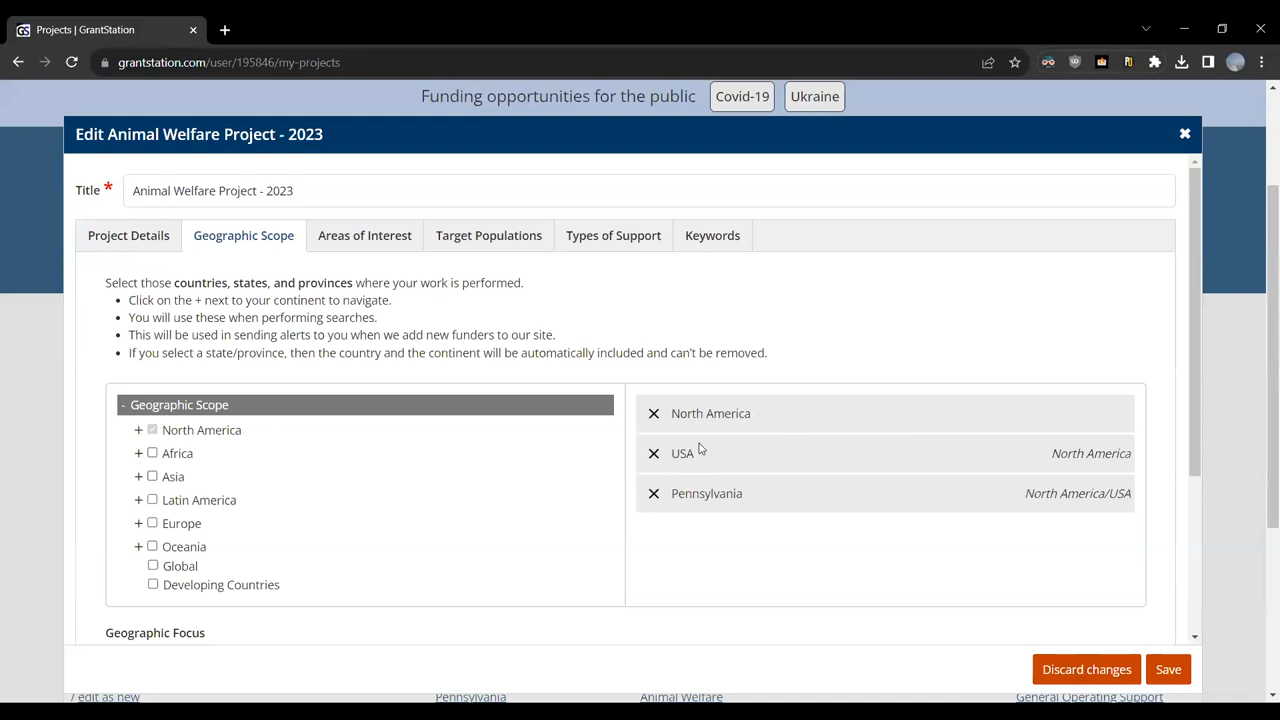 Projects | GrantStation
grantstation.com/user/195846/my-projects
Funding opportunities for the public Covid-19 Ukraine
Edit Animal Welfare Project - 2023
Title * Animal Welfare Project - 2023
Project Details Geographic Scope Areas of Interest Target Populations Types of Support Keywords
Select those countries, states, and provinces where your work is performed.
• Click on the + next to your continent to navigate.
• You will use these when performing searches.
• This will be used in sending alerts to you when we add new funders to our site.
• If you select a state/province, then the country and the continent will be automatically included and can't be removed.
- Geographic Scope
+ North America
+ Africa
+ Asia
+ Latin America
+ Europe
+ Oceania
Global
Developing Countries
North America
USA North America
Pennsylvania North America/USA
Geographic Focus
Discard changes Save
/ edit as new Pennsylvania Animal Welfare General Operating Support